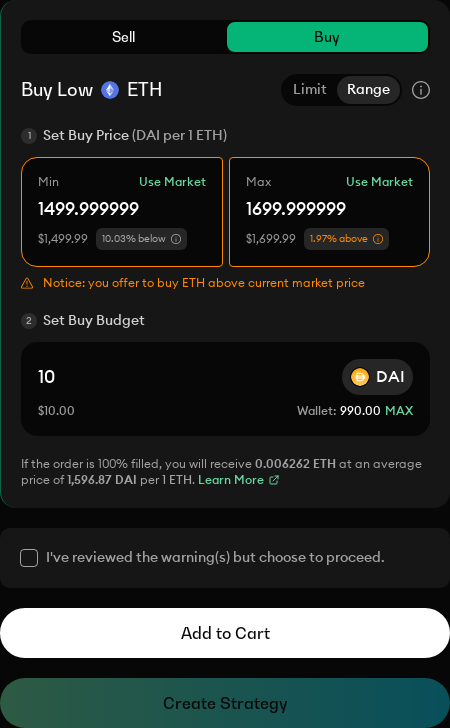 Sell
Buy
Buy Low ETH
Limit
Range
1 Set Buy Price (DAI per 1 ETH)
Min
Use Market
Max
Use Market
1499.999999
1699.999999
$1,499.99
10.03% below
$1,699.99
1.97% above
Notice: you offer to buy ETH above current market price
2 Set Buy Budget
10
DAI
$10.00
Wallet: 990.00 MAX
If the order is 100% filled, you will receive 0.006262 ETH at an average
price of 1,596.87 DAI per 1 ETH. Learn More
I've reviewed the warning(s) but choose to proceed.
Add to Cart
Create Strategy